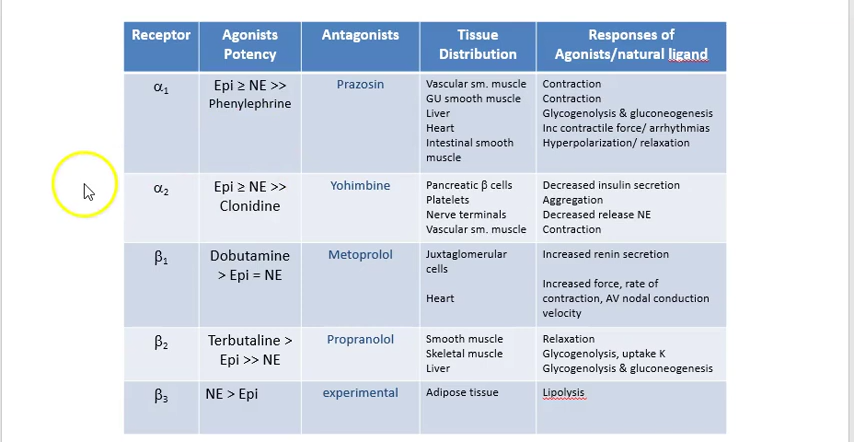 Receptor
Agonists
Potency
Antagonists
Tissue
Distribution
Responses of
Agonists/natural ligand
α₁
Epi ≥ NE >>
Phenylephrine
Prazosin
Vascular sm. muscle
GU smooth muscle
Liver
Heart
Intestinal smooth
muscle
Contraction
Contraction
Glycogenolysis & gluconeogenesis
Inc contractile force/ arrhythmias
Hyperpolarization/ relaxation
α₂
Epi ≥ NE >>
Clonidine
Yohimbine
Pancreatic β cells
Platelets
Nerve terminals
Vascular sm. muscle
Decreased insulin secretion
Aggregation
Decreased release NE
Contraction
β₁
Dobutamine
> Epi = NE
Metoprolol
Juxtaglomerular
cells
Heart
Increased renin secretion
Increased force, rate of
contraction, AV nodal conduction
velocity
β₂
Terbutaline >
Epi >> NE
Propranolol
Smooth muscle
Skeletal muscle
Liver
Relaxation
Glycogenolysis, uptake K
Glycogenolysis & gluconeogenesis
β₃
NE > Epi
experimental
Adipose tissue
Lipolysis